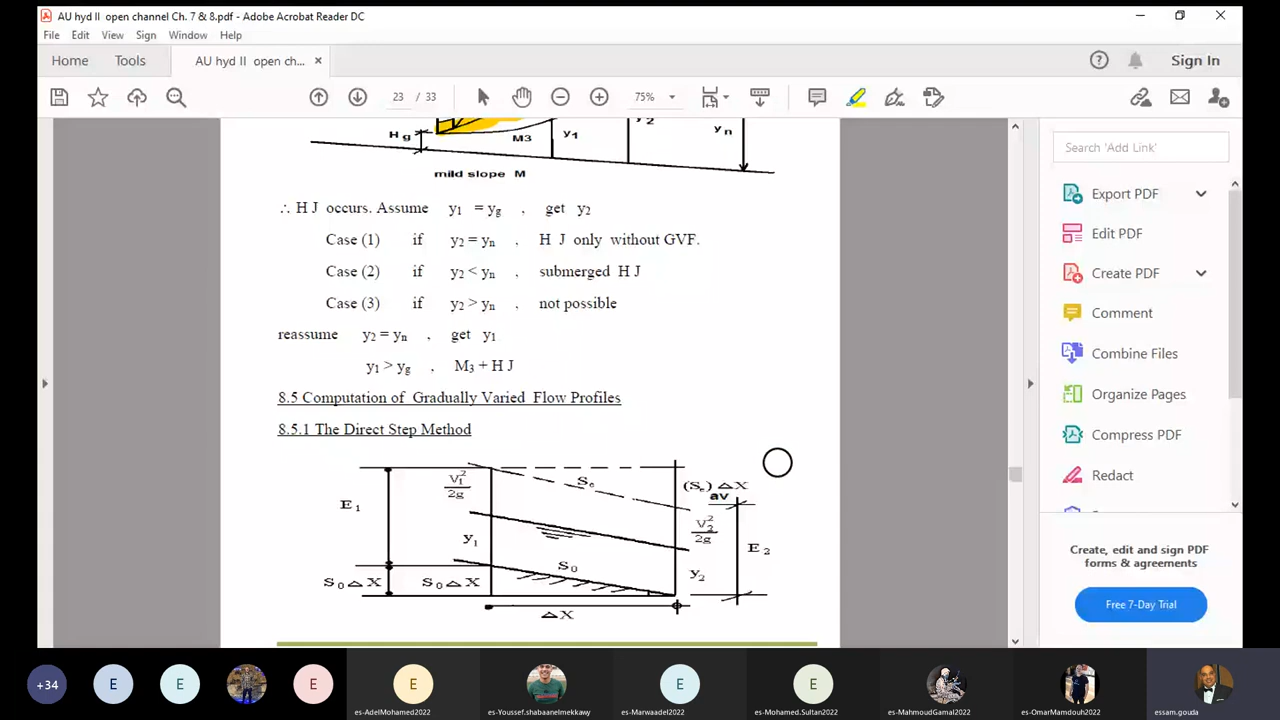 AU hyd II open channel Ch. 7 & 8.pdf - Adobe Acrobat Reader DC
File Edit View Sign Window Help
Home Tools AU hyd II open ch... × Sign In
23 / 33 75%
Search 'Add Link'
Hg M3 y1 y2 yn
mild slope M
∴ H J occurs. Assume y1 = yg , get y2
Case (1) if y2 = yn , H J only without GVF.
Case (2) if y2 < yn , submerged H J
Case (3) if y2 > yn , not possible
reassume y2 = yn , get y1
y1 > yg , M3 + H J
8.5 Computation of Gradually Varied Flow Profiles
8.5.1 The Direct Step Method
V1²/2g Se (Se) ΔX
av
E1 V2²/2g
y1 E2
S0 y2
S0ΔX S0ΔX
ΔX
Export PDF
Edit PDF
Create PDF
Comment
Combine Files
Organize Pages
Compress PDF
Redact
Create, edit and sign PDF
forms & agreements
Free 7-Day Trial
+34 E E E E E E
es-AdelMohamed2022 es-Youssef.shabaanelmekkawy es-Marwaadel2022 es-Mohamed.Sultan2022 es-MahmoudGamal2022 es-OmarMamdouh2022 essam.gouda